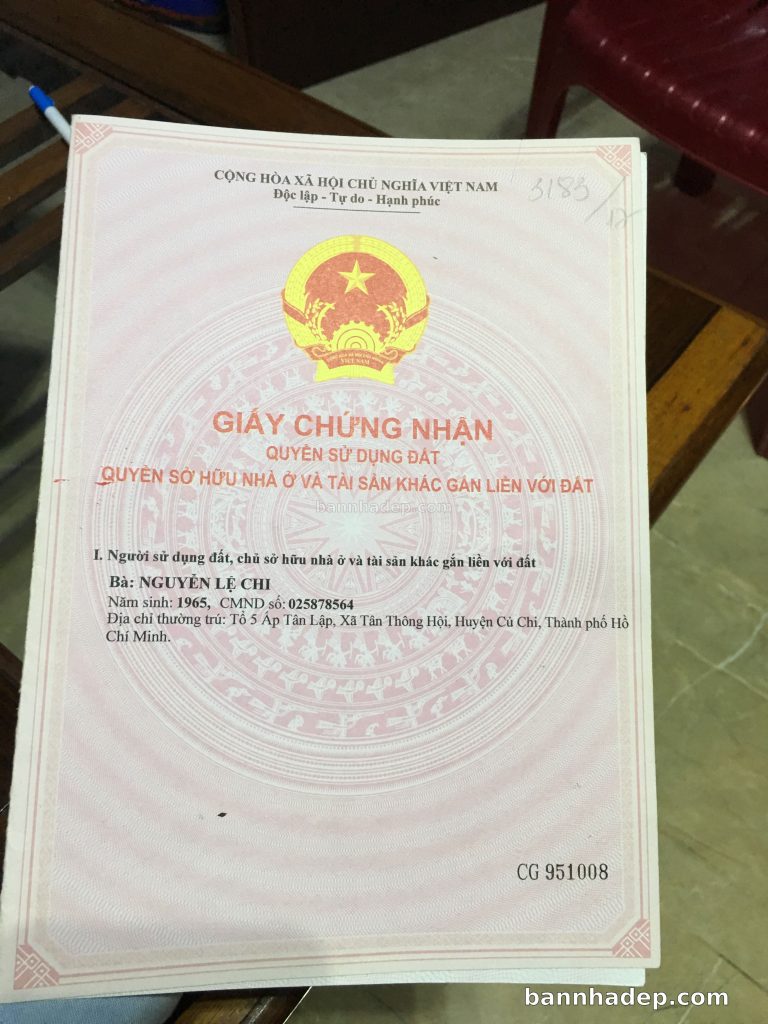 CỘNG HÒA XÃ HỘI CHỦ NGHĨA VIỆT NAM
Độc lập - Tự do - Hạnh phúc
3183/
VIỆT NAM
GIẤY CHỨNG NHẬN
QUYỀN SỬ DỤNG ĐẤT
QUYỀN SỞ HỮU NHÀ Ở VÀ TÀI SẢN KHÁC GẮN LIỀN VỚI ĐẤT
bannhadep.com
I. Người sử dụng đất, chủ sở hữu nhà ở và tài sản khác gắn liền với đất
Bà: NGUYỄN LỆ CHI
Năm sinh: 1965, CMND số: 025878564
Địa chỉ thường trú: Tổ 5 Ấp Tân Lập, Xã Tân Thông Hội, Huyện Củ Chi, Thành phố Hồ
Chí Minh.
CG 951008
bannhadep.com